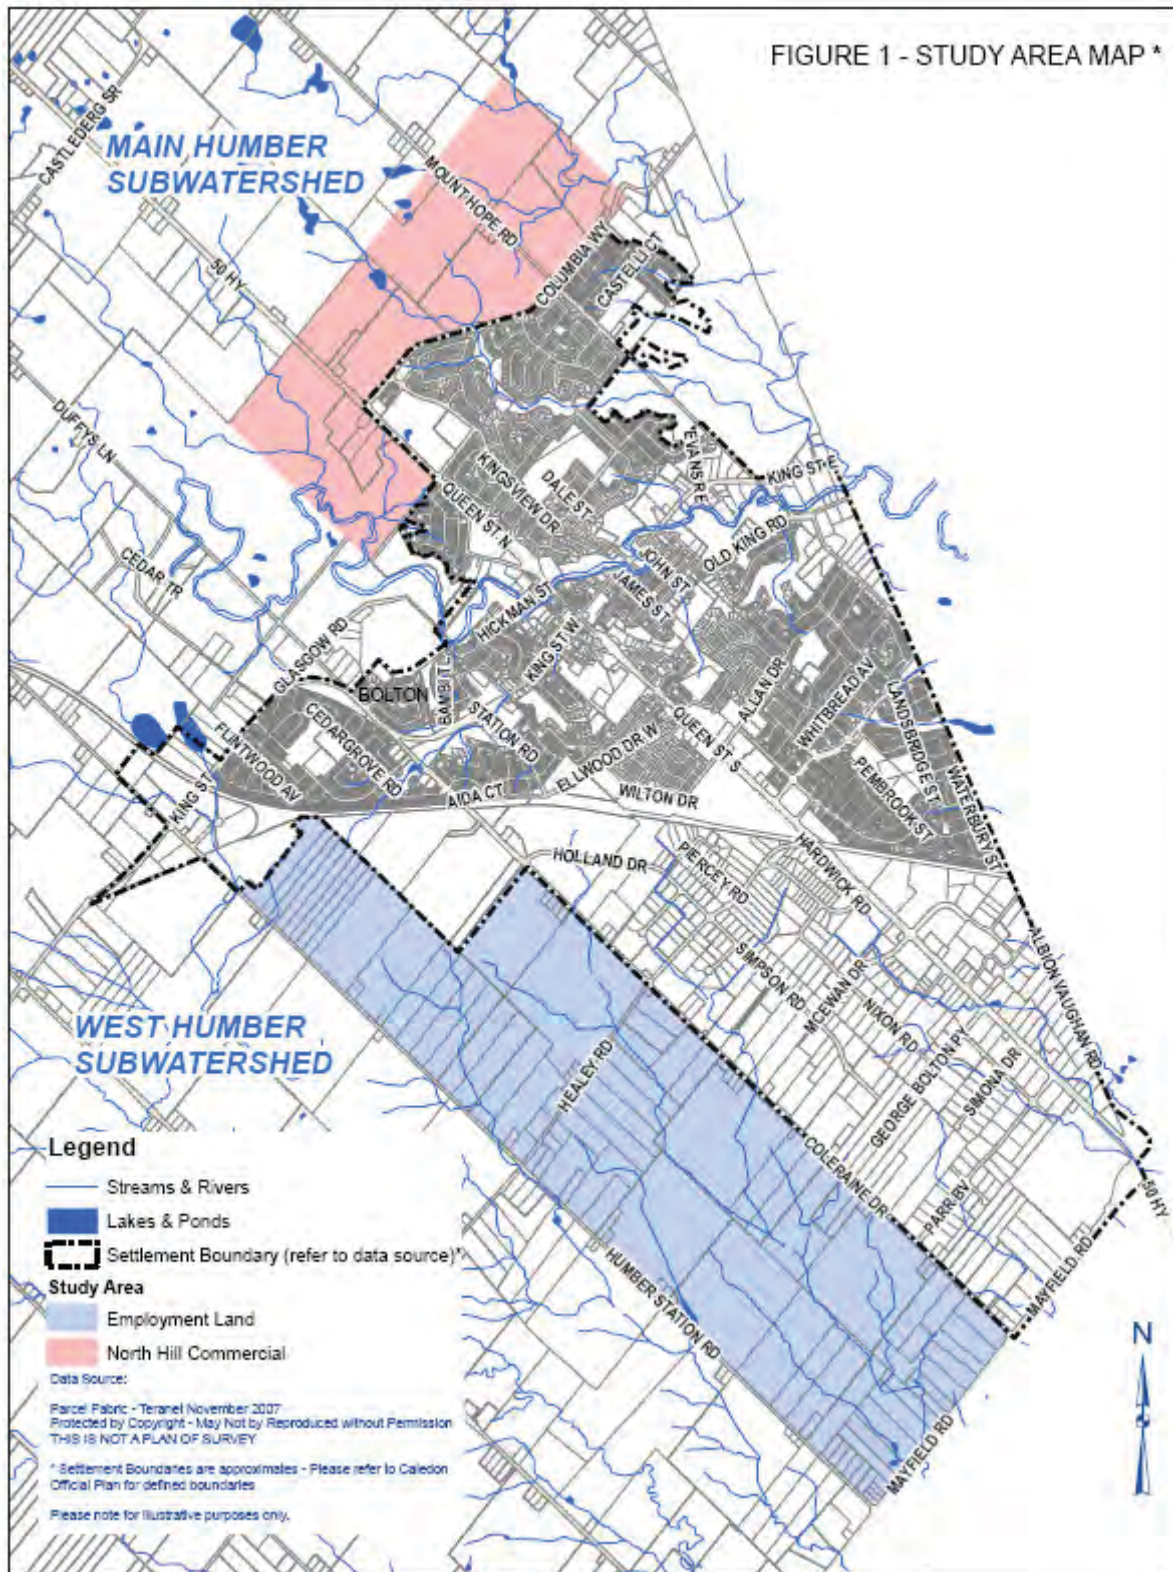 FIGURE 1 - STUDY AREA MAP *
CASTLEDERG SR
MAIN HUMBER
SUBWATERSHED
MOUNT HOPE RD
50 HY
COLUMBIA WY
CASTELLI CT
DUFFYS LN
KINGSVIEW DR
DALE ST
EVANS RE
KING ST E
QUEEN ST N
OLD KING RD
CEDAR TR
JOHN ST
JAMES ST
HICKMAN ST
GLASGOW RD
KING ST W
BOLTON
BAMBI TL
ALLAN DR
WHITBREAD AV
LANDSBRIDGE ST
CEDARGROVE RD
STATION RD
QUEEN ST S
FLINTWOOD AV
ELLWOOD DR W
PEMBROOK ST
WATERBURY ST
KING ST
AIDA CT
WILTON DR
HOLLAND DR
PIERCEY RD
HARDWICK RD
SIMPSON RD
MCEWAN DR
NIXON RD
ALBION VAUGHAN RD
WEST HUMBER
SUBWATERSHED
HEALEY RD
GEORGE BOLTON PY
SIMONA DR
COLERAINE DR
PARR BV
50 HY
MAYFIELD RD
HUMBER STATION RD
MAYFIELD RD
N
Legend
Streams & Rivers
Lakes & Ponds
Settlement Boundary (refer to data source)*
Study Area
Employment Land
North Hill Commercial
Data Source:
Parcel Fabric - Teranet November 2007
Protected by Copyright - May Not by Reproduced without Permission
THIS IS NOT A PLAN OF SURVEY
* Settlement Boundaries are approximates - Please refer to Caledon
Official Plan for defined boundaries
Please note for illustrative purposes only.